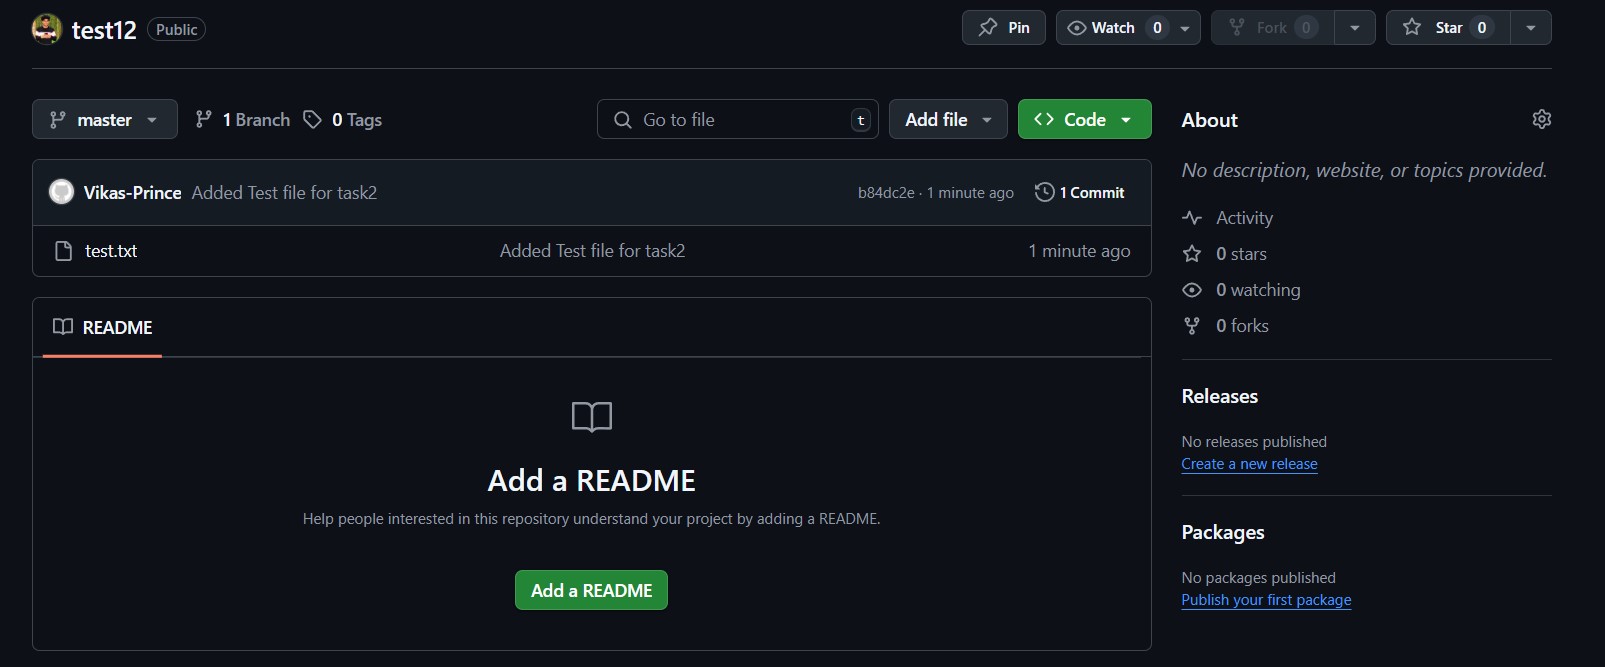 test12 Public Pin Watch 0 Fork 0 Star 0
master 1 Branch 0 Tags Go to file t Add file Code
Vikas-Prince Added Test file for task2 b84dc2e · 1 minute ago 1 Commit
test.txt Added Test file for task2 1 minute ago
README
Add a README
Help people interested in this repository understand your project by adding a README.
Add a README
About
No description, website, or topics provided.
Activity
0 stars
0 watching
0 forks
Releases
No releases published
Create a new release
Packages
No packages published
Publish your first package